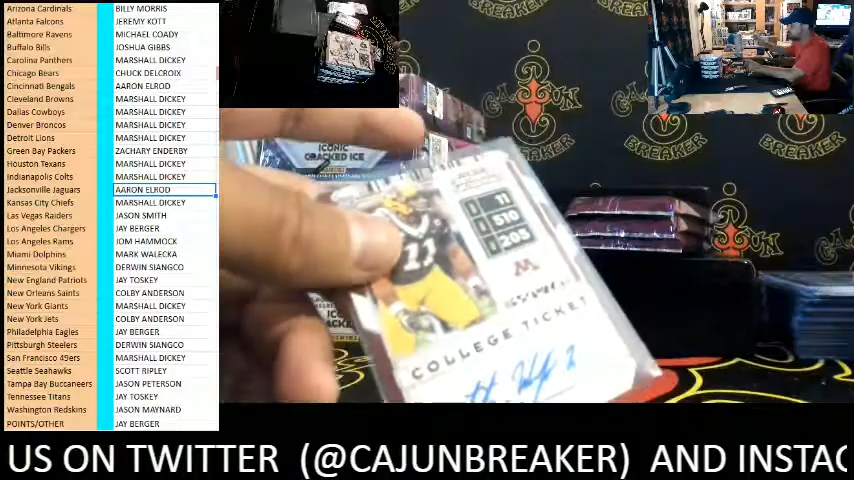 Arizona Cardinals BILLY MORRIS
Atlanta Falcons JEREMY KOTT
Baltimore Ravens MICHAEL COADY
Buffalo Bills JOSHUA GIBBS
Carolina Panthers MARSHALL DICKEY
Chicago Bears CHUCK DELCROIX
Cincinnati Bengals AARON ELROD
Cleveland Browns MARSHALL DICKEY
Dallas Cowboys MARSHALL DICKEY
Denver Broncos MARSHALL DICKEY
Detroit Lions MARSHALL DICKEY
Green Bay Packers ZACHARY ENDERBY
Houston Texans MARSHALL DICKEY
Indianapolis Colts MARSHALL DICKEY
Jacksonville Jaguars AARON ELROD
Kansas City Chiefs MARSHALL DICKEY
Las Vegas Raiders JASON SMITH
Los Angeles Chargers JAY BERGER
Los Angeles Rams JOM HAMMOCK
Miami Dolphins MARK WALECKA
Minnesota Vikings DERWIN SIANGCO
New England Patriots JAY TOSKEY
New Orleans Saints COLBY ANDERSON
New York Giants MARSHALL DICKEY
New York Jets COLBY ANDERSON
Philadelphia Eagles JAY BERGER
Pittsburgh Steelers DERWIN SIANGCO
San Francisco 49ers MARSHALL DICKEY
Seattle Seahawks SCOTT RIPLEY
Tampa Bay Buccaneers JASON PETERSON
Tennessee Titans JAY TOSKEY
Washington Redskins JASON MAYNARD
POINTS/OTHER JAY BERGER
CAJUN
BREAKER
ICONIC
CRACKED ICE
11
510
205
M
11
COLLEGE TICKET
US ON TWITTER (@CAJUNBREAKER) AND INSTAG